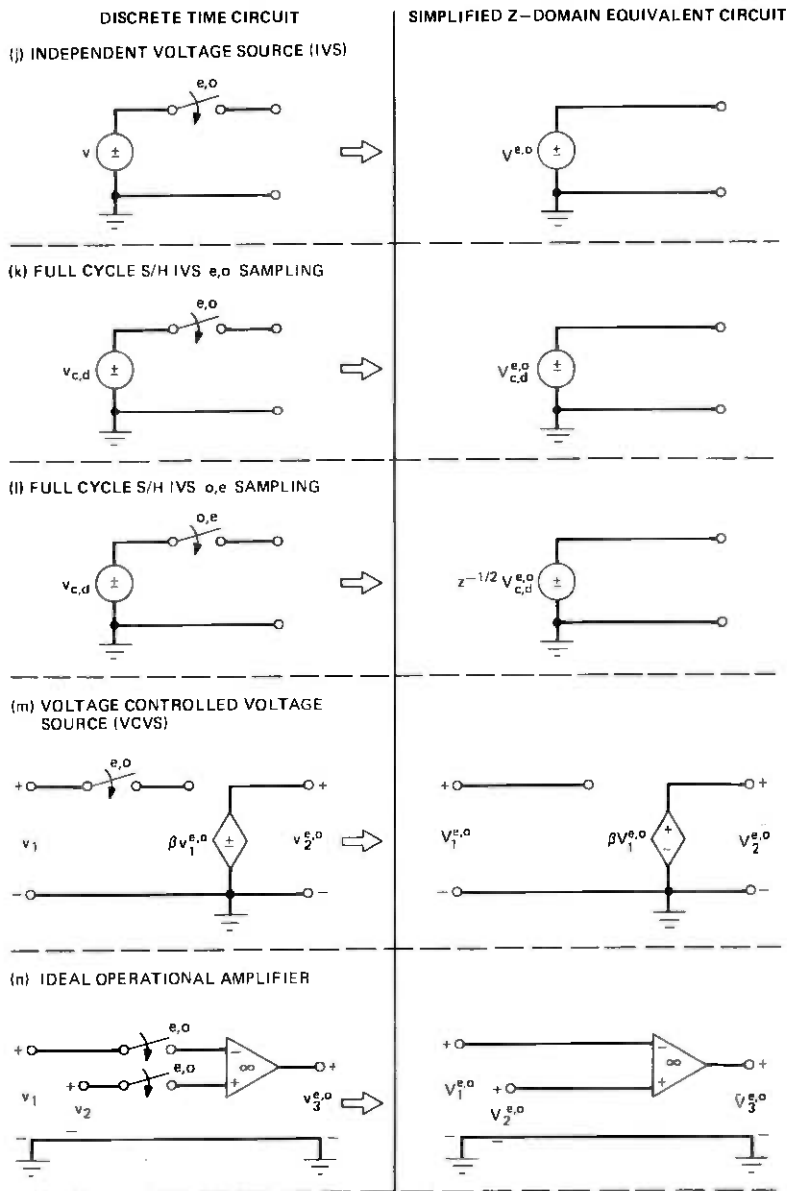 DISCRETE TIME CIRCUIT
SIMPLIFIED Z-DOMAIN EQUIVALENT CIRCUIT
(j) INDEPENDENT VOLTAGE SOURCE (IVS)
e,o
v ±
V^e,o ±
(k) FULL CYCLE S/H IVS e,o SAMPLING
e,o
v_c,d ±
V_c,d^e,o ±
(l) FULL CYCLE S/H IVS o,e SAMPLING
o,e
v_c,d ±
z^-1/2 V_c,d^e,o ±
(m) VOLTAGE CONTROLLED VOLTAGE
SOURCE (VCVS)
e,o
+ +
v_1 βv_1^e,o ± v_2^e,o
− −
+ +
V_1^e,o βV_1^e,o + − V_2^e,o
− −
(n) IDEAL OPERATIONAL AMPLIFIER
e,o
+ − ∞ +
e,o
+ +
v_1 v_2 v_3^e,o
− − −
+ − ∞ +
+ +
V_1^e,o V_2^e,o V_3^e,o
− − −